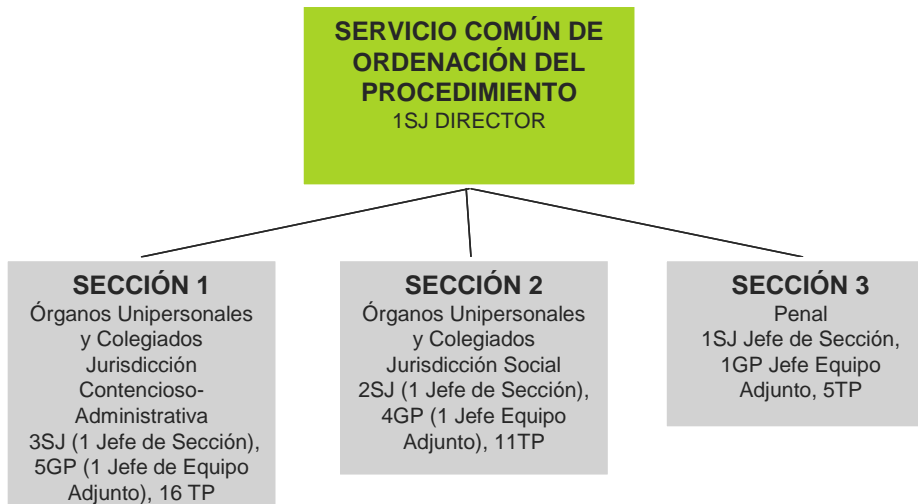 SERVICIO COMÚN DE
ORDENACIÓN DEL
PROCEDIMIENTO
1SJ DIRECTOR
SECCIÓN 1
Órganos Unipersonales
y Colegiados
Jurisdicción
Contencioso-
Administrativa
3SJ (1 Jefe de Sección),
5GP (1 Jefe de Equipo
Adjunto), 16 TP
SECCIÓN 2
Órganos Unipersonales
y Colegiados
Jurisdicción Social
2SJ (1 Jefe de Sección),
4GP (1 Jefe Equipo
Adjunto), 11TP
SECCIÓN 3
Penal
1SJ Jefe de Sección,
1GP Jefe Equipo
Adjunto, 5TP